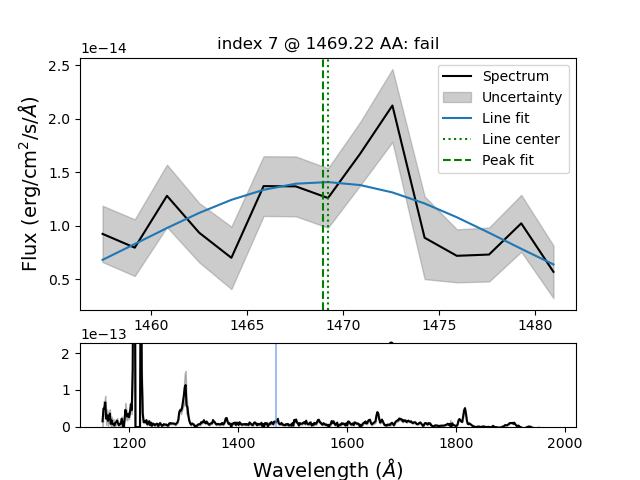 index 7 @ 1469.22 AA: fail
1e−14
2.5
2.0
1.5
1.0
0.5
Flux (erg/cm²/s/Å)
Spectrum
Uncertainty
Line fit
Line center
Peak fit
1460
1465
1470
1475
1480
1e−13
2
1
0
1200
1400
1600
1800
2000
Wavelength (Å)